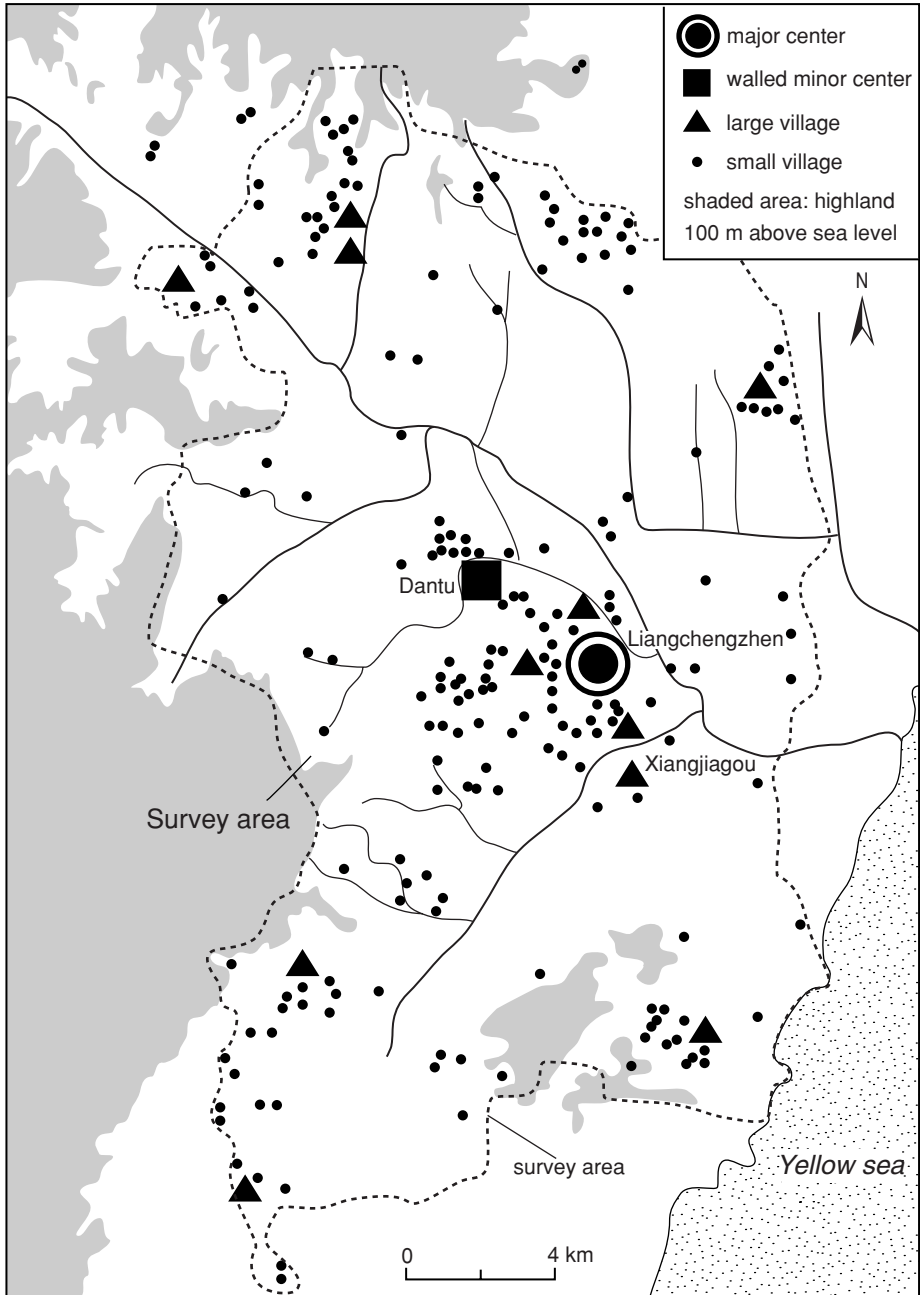 major center
walled minor center
large village
small village
shaded area: highland
100 m above sea level
N
Dantu
Liangchengzhen
Xiangjiagou
Survey area
survey area
Yellow sea
0 4 km